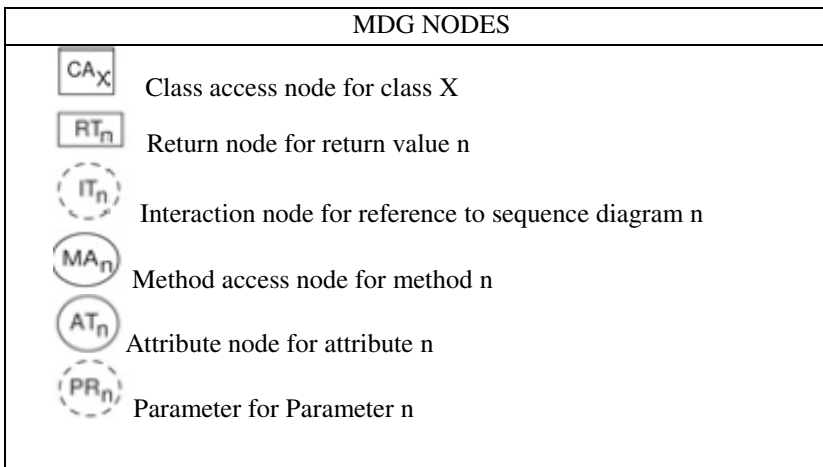 MDG NODES
CAX Class access node for class X
RTn Return node for return value n
ITn Interaction node for reference to sequence diagram n
MAn Method access node for method n
ATn Attribute node for attribute n
PRn Parameter for Parameter n